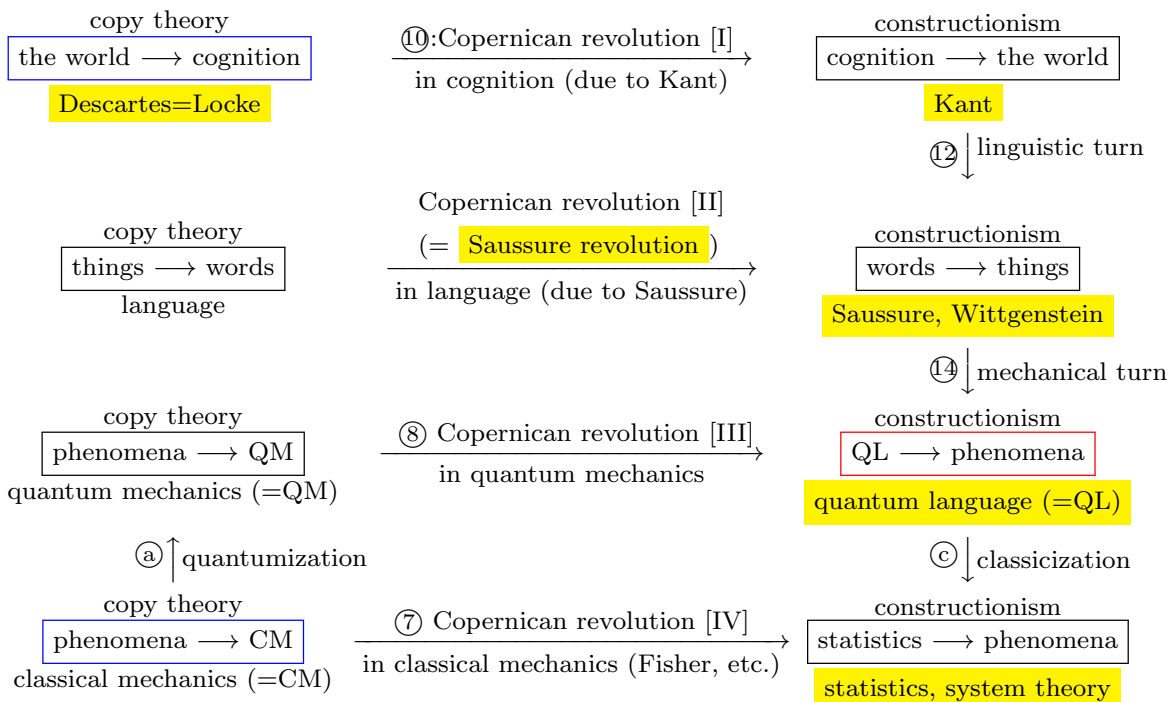 copy theory
the world ⟶ cognition
Descartes=Locke
⑩:Copernican revolution [I]
in cognition (due to Kant)
constructionism
cognition ⟶ the world
Kant
⑫ linguistic turn
copy theory
things ⟶ words
language
Copernican revolution [II]
(= Saussure revolution )
in language (due to Saussure)
constructionism
words ⟶ things
Saussure, Wittgenstein
⑭ mechanical turn
copy theory
phenomena ⟶ QM
quantum mechanics (=QM)
⑧ Copernican revolution [III]
in quantum mechanics
constructionism
QL ⟶ phenomena
quantum language (=QL)
ⓐ quantumization
ⓒ classicization
copy theory
phenomena ⟶ CM
classical mechanics (=CM)
⑦ Copernican revolution [IV]
in classical mechanics (Fisher, etc.)
constructionism
statistics ⟶ phenomena
statistics, system theory